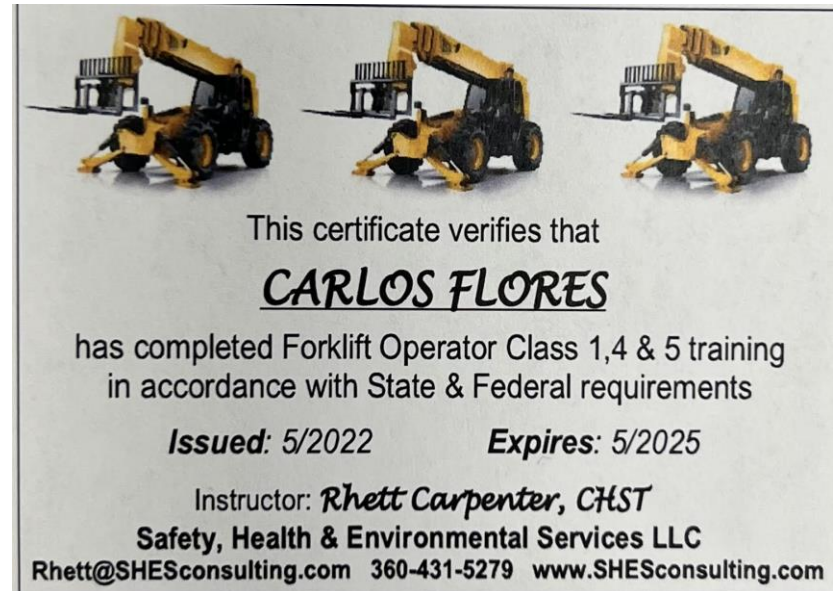 This certificate verifies that
CARLOS FLORES
has completed Forklift Operator Class 1,4 & 5 training
in accordance with State & Federal requirements
Issued: 5/2022 Expires: 5/2025
Instructor: Rhett Carpenter, CHST
Safety, Health & Environmental Services LLC
Rhett@SHESconsulting.com 360-431-5279 www.SHESconsulting.com